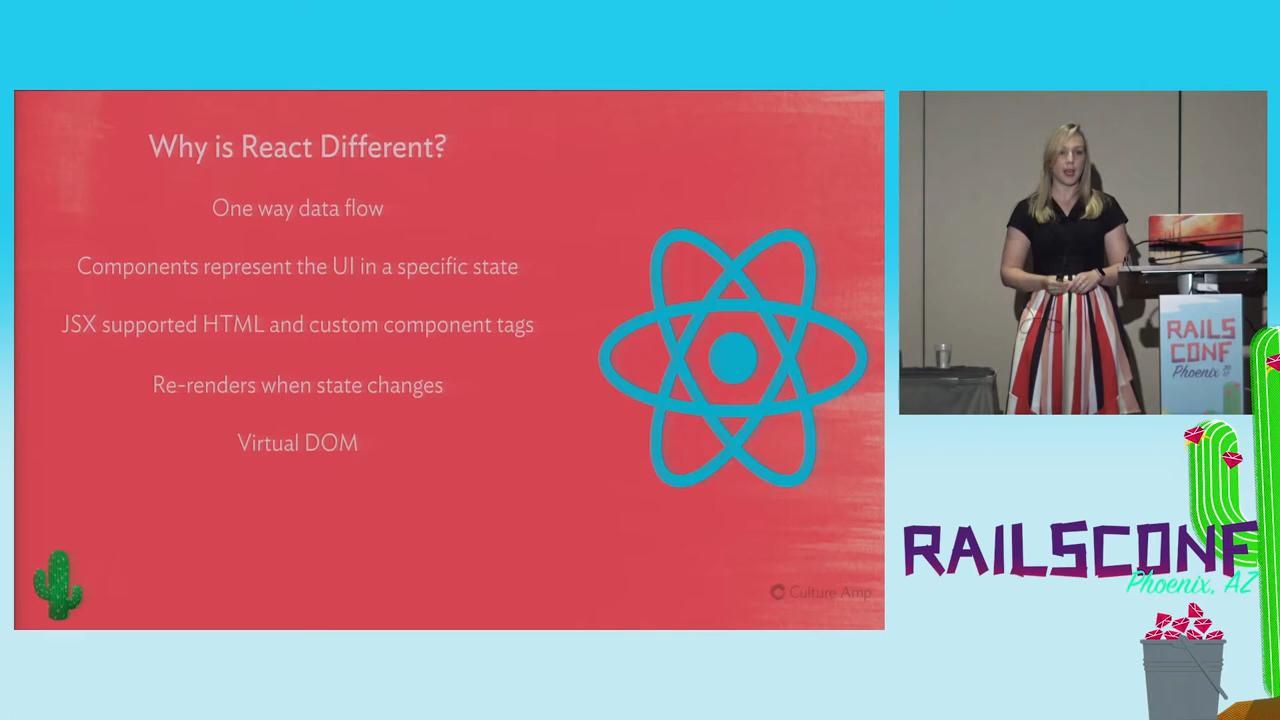 Why is React Different?
One way data flow
Components represent the UI in a specific state
JSX supported HTML and custom component tags
Re-renders when state changes
Virtual DOM
Culture Amp
RAILS
CONF
Phoenix
RAILSCONF
Phoenix, AZ